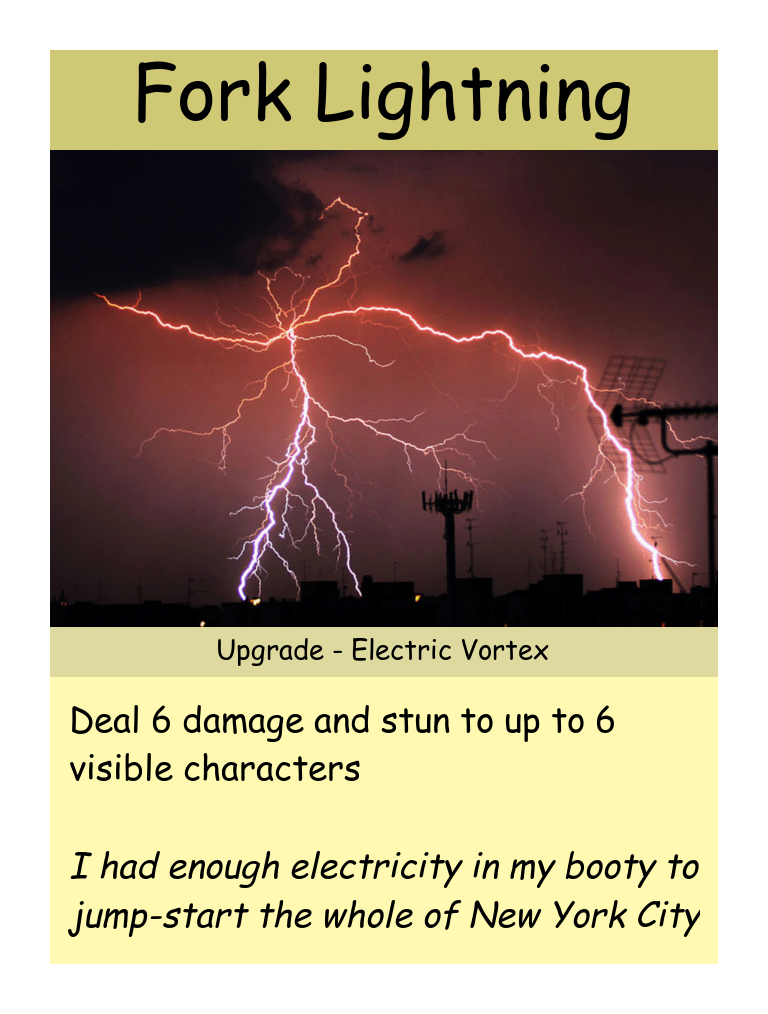 Fork Lightning
Upgrade - Electric Vortex
Deal 6 damage and stun to up to 6
visible characters
I had enough electricity in my booty to
jump-start the whole of New York City